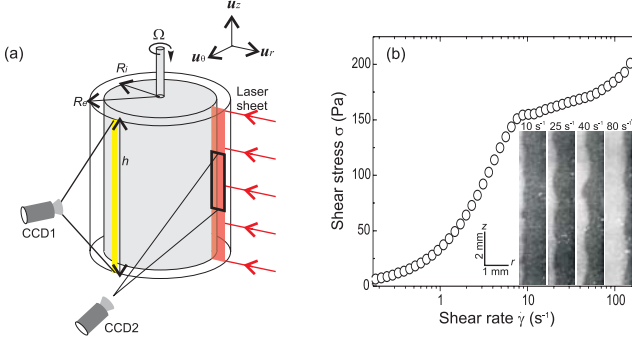 (a)
Ω
u_z
u_θ
u_r
R_i
R_e
Laser
sheet
h
CCD1
CCD2
(b)
Shear stress σ (Pa)
200
150
100
50
0
10 s⁻¹ 25 s⁻¹ 40 s⁻¹ 80 s⁻¹
z
2 mm
r
1 mm
1 10 100
Shear rate γ̇ (s⁻¹)